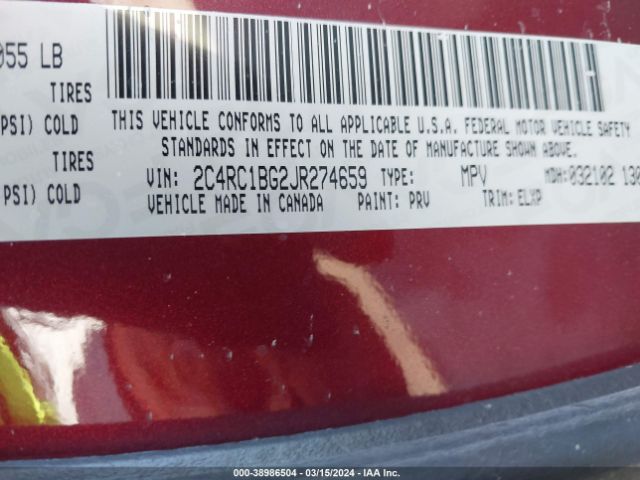 055 LB
TIRES
PSI) COLD
TIRES
PSI) COLD
THIS VEHICLE CONFORMS TO ALL APPLICABLE U.S.A. FEDERAL MOTOR VEHICLE SAFETY
STANDARDS IN EFFECT ON THE DATE OF MANUFACTURE SHOWN ABOVE.
VIN: 2C4RC1BG2JR274659 TYPE: MPV MDH: 032102 130
VEHICLE MADE IN CANADA PAINT: PRV TRIM: ELXP
000-38986504 — 03/15/2024 — IAA Inc.